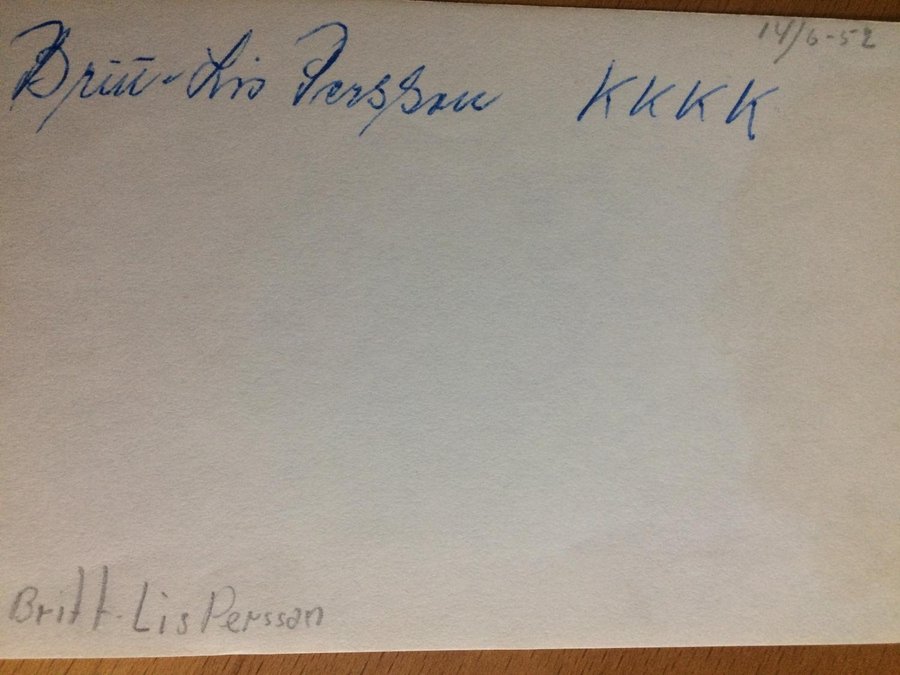 14/6-52
Britt-Lis Persson KKKK
Britt-Lis Persson